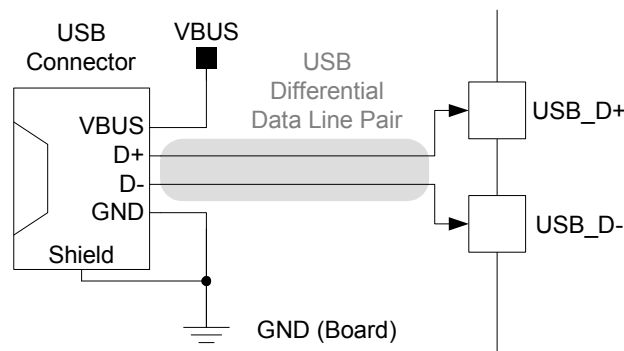 USB
Connector
VBUS
USB
Differential
Data Line Pair
VBUS
D+
D-
GND
Shield
USB_D+
USB_D-
GND (Board)